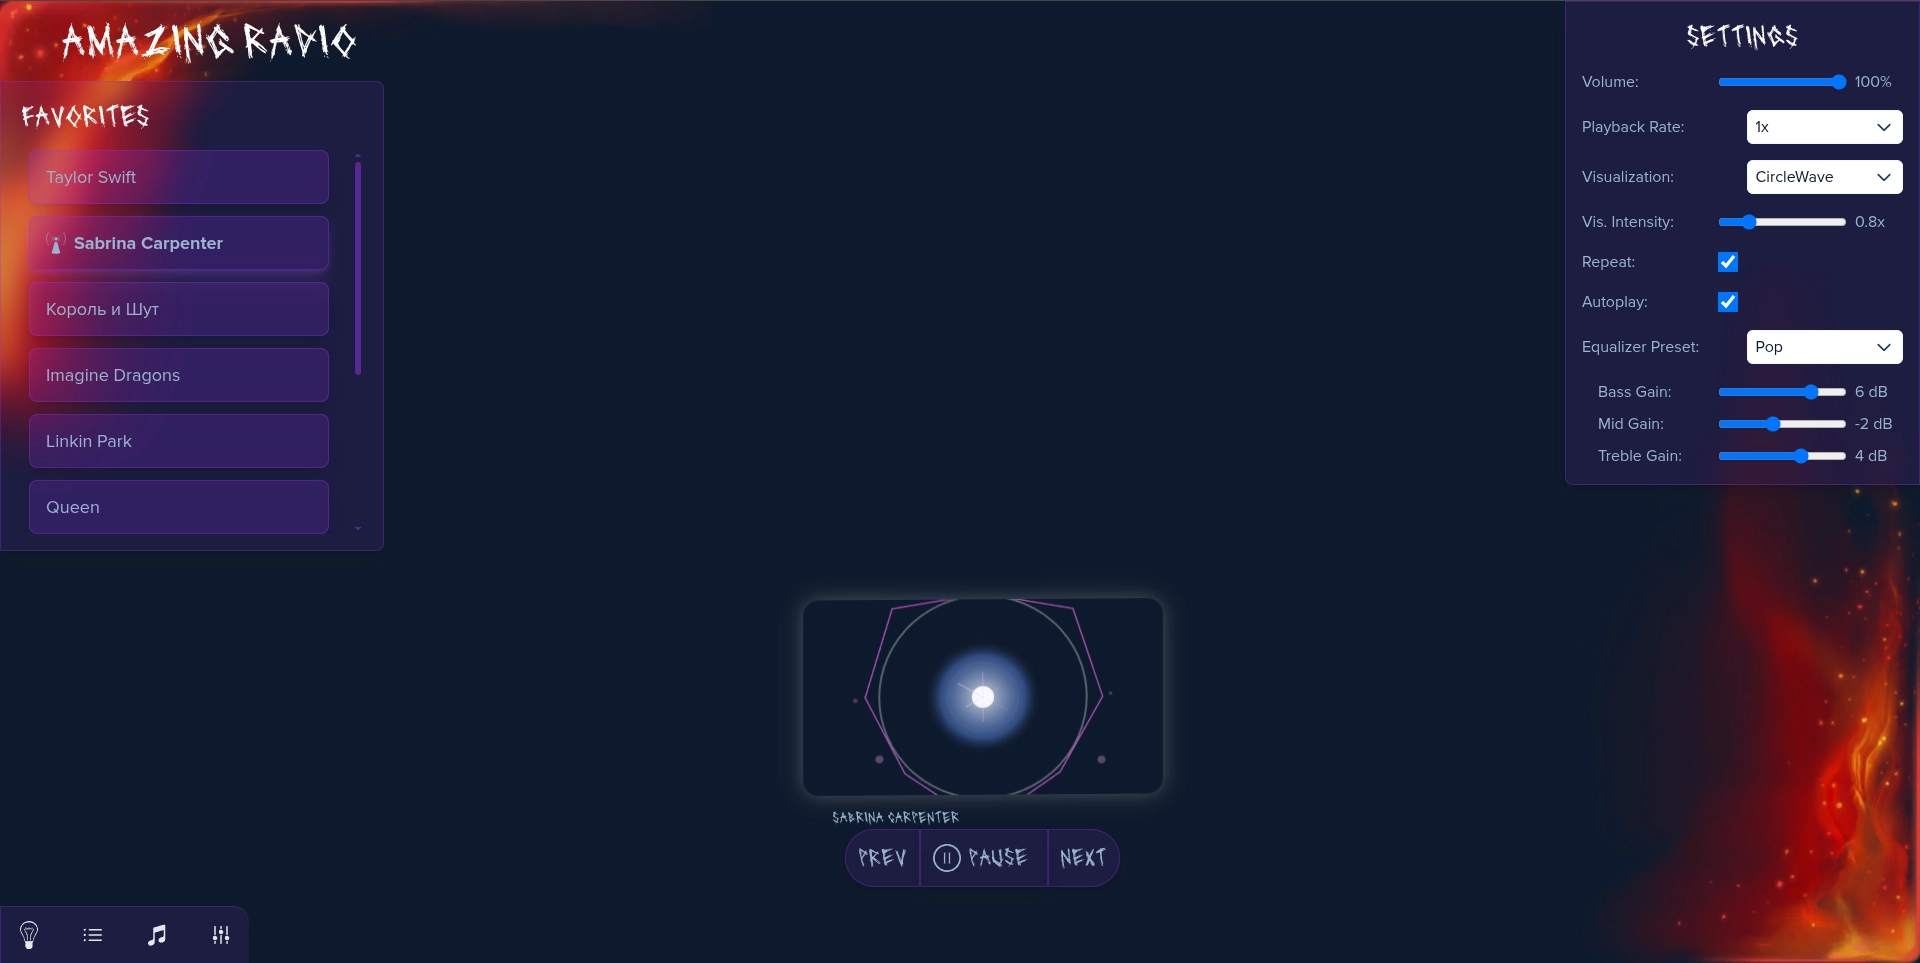 AMAZING RADIO
FAVORITES
Taylor Swift
Sabrina Carpenter
Король и Шут
Imagine Dragons
Linkin Park
Queen
SETTINGS
Volume: 100%
Playback Rate: 1x
Visualization: CircleWave
Vis. Intensity: 0.8x
Repeat:
Autoplay:
Equalizer Preset: Pop
Bass Gain: 6 dB
Mid Gain: -2 dB
Treble Gain: 4 dB
SABRINA CARPENTER
PREV PAUSE NEXT